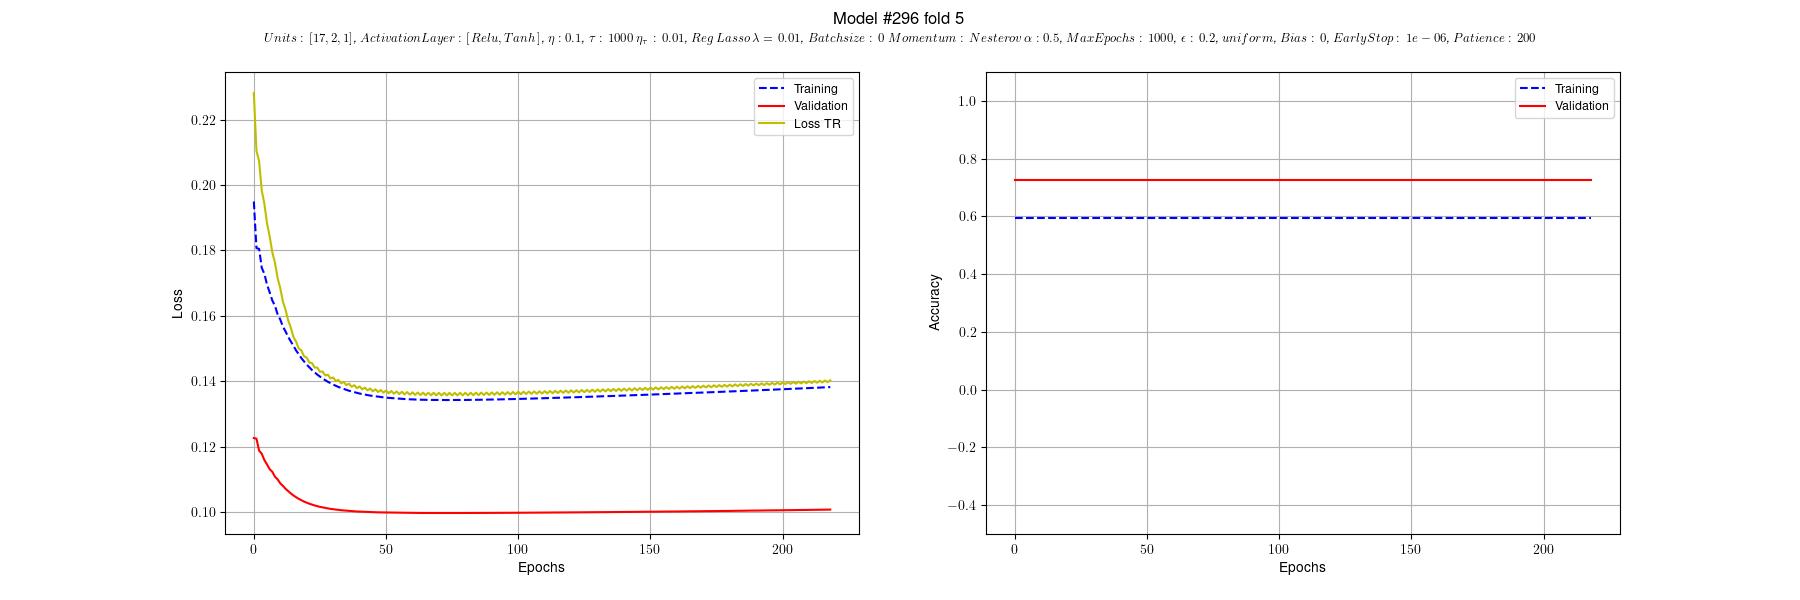 Model #296 fold 5
Units : [17, 2, 1], ActivationLayer : [Relu, Tanh], η : 0.1, τ : 1000 ητ : 0.01, Reg Lasso λ = 0.01, Batchsize : 0 Momentum : Nesterov α : 0.5, MaxEpochs : 1000, ϵ : 0.2, uniform, Bias : 0, EarlyStop : 1e − 06, Patience : 200
Training
Validation
Loss TR
0.22
0.20
0.18
0.16
0.14
0.12
0.10
Loss
0
50
100
150
200
Epochs
Training
Validation
1.0
0.8
0.6
0.4
0.2
0.0
−0.2
−0.4
Accuracy
0
50
100
150
200
Epochs